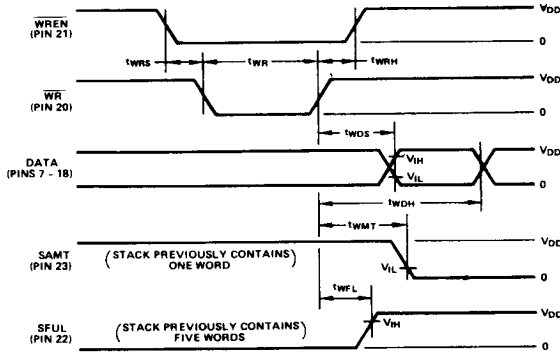 WREN
(PIN 21)
VDD
0
tWRS
tWR
tWRH
WR
(PIN 20)
VDD
0
tWDS
DATA
(PINS 7 - 18)
VIH
VIL
VDD
0
tWDH
tWMT
SAMT
(PIN 23)
(STACK PREVIOUSLY CONTAINS)
ONE WORD
VIL
VDD
0
tWFL
SFUL
(PIN 22)
(STACK PREVIOUSLY CONTAINS)
FIVE WORDS
VIH
VDD
0